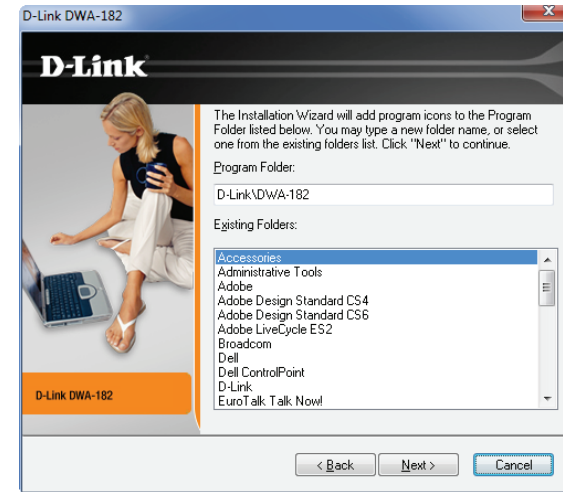 D-Link DWA-182
D-Link
The Installation Wizard will add program icons to the Program
Folder listed below. You may type a new folder name, or select
one from the existing folders list. Click "Next" to continue.
Program Folder:
D-Link\DWA-182
Existing Folders:
Accessories
Administrative Tools
Adobe
Adobe Design Standard CS4
Adobe Design Standard CS6
Adobe LiveCycle ES2
Broadcom
Dell
Dell ControlPoint
D-Link
EuroTalk Talk Now!
D-Link DWA-182
< Back
Next >
Cancel